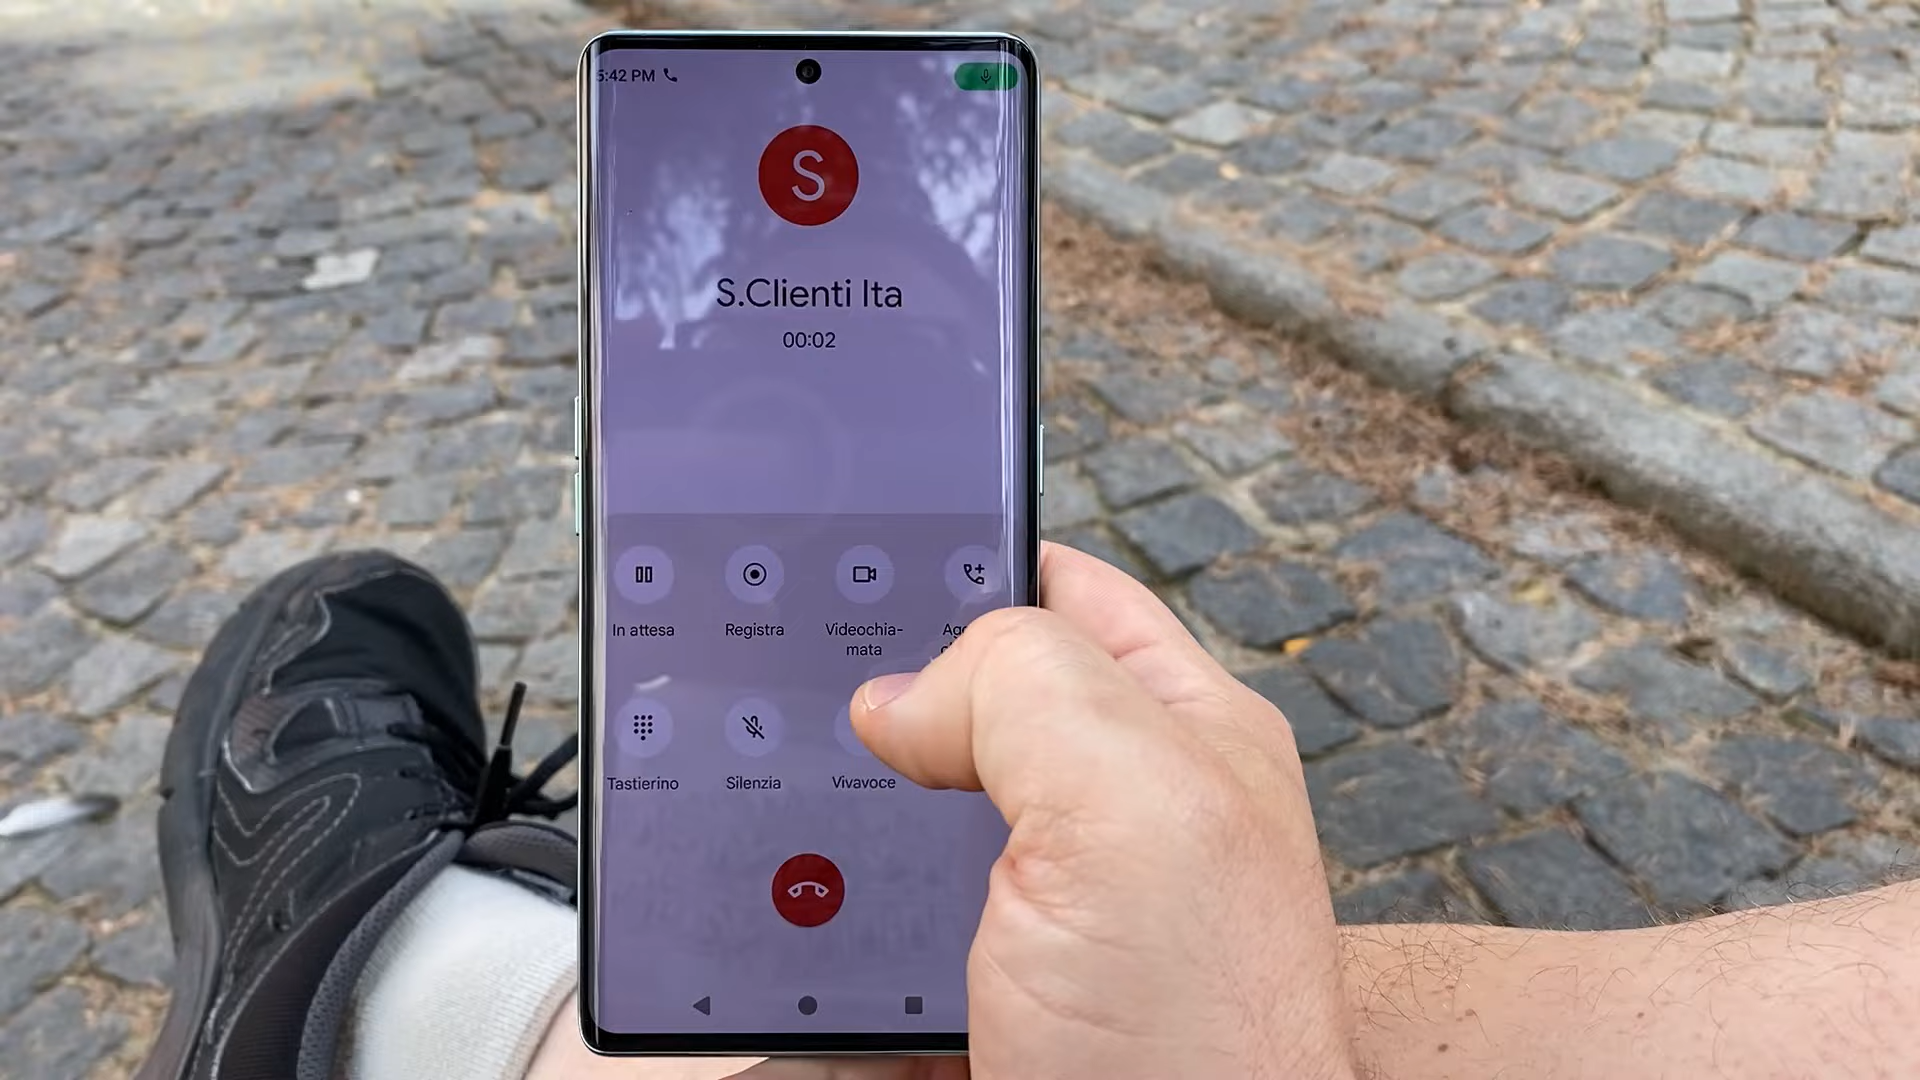 5:42 PM
S
S.Clienti Ita
00:02
In attesa
Registra
Videochia-
mata
Tastierino
Silenzia
Vivavoce